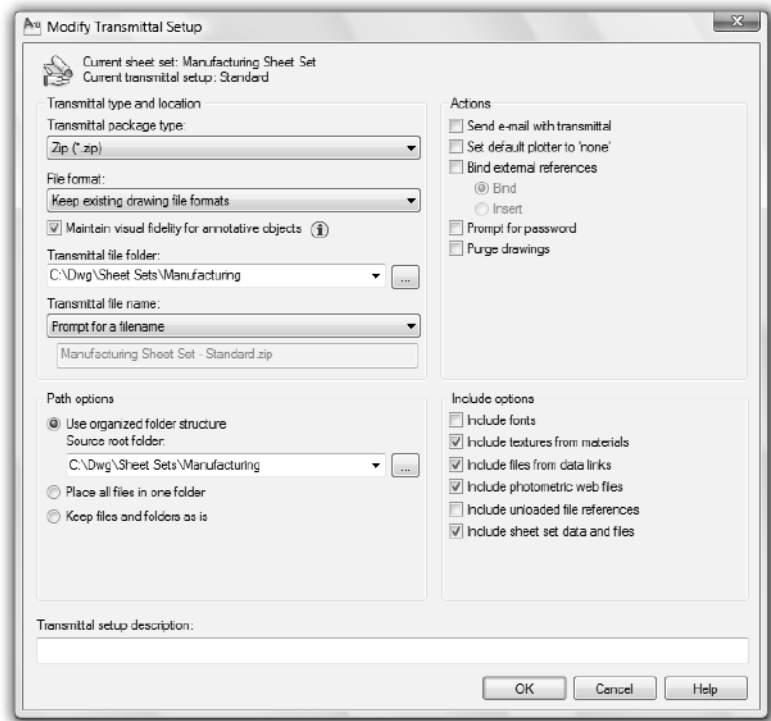 Modify Transmittal Setup
Current sheet set: Manufacturing Sheet Set
Current transmittal setup: Standard
Transmittal type and location
Transmittal package type:
Zip (*.zip)
File format:
Keep existing drawing file formats
Maintain visual fidelity for annotative objects
Transmittal file folder:
C:\Dwg\Sheet Sets\Manufacturing
...
Transmittal file name:
Prompt for a filename
Manufacturing Sheet Set - Standard.zip
Actions
Send e-mail with transmittal
Set default plotter to 'none'
Bind external references
Bind
Insert
Prompt for password
Purge drawings
Path options
Use organized folder structure
Source root folder:
C:\Dwg\Sheet Sets\Manufacturing
...
Place all files in one folder
Keep files and folders as is
Include options
Include fonts
Include textures from materials
Include files from data links
Include photometric web files
Include unloaded file references
Include sheet set data and files
Transmittal setup description:
OK
Cancel
Help